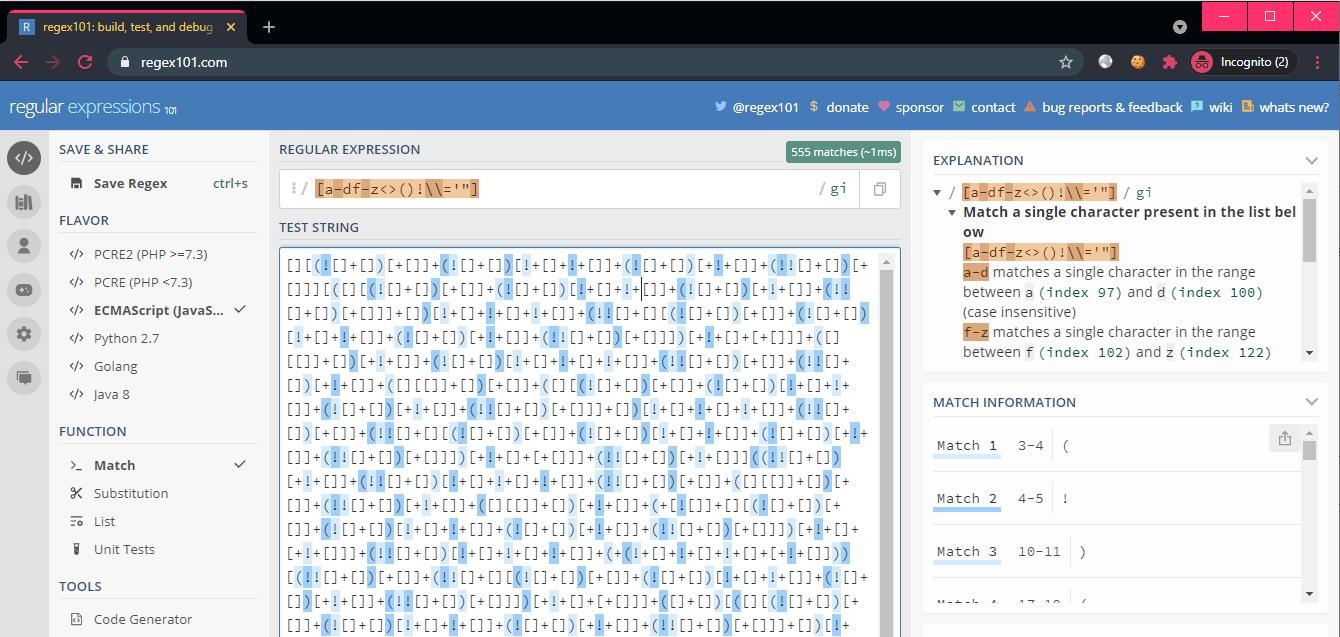 R regex101: build, test, and debug
regex101.com
Incognito (2)
regular expressions 101
@regex101 $ donate sponsor contact bug reports & feedback wiki whats new?
SAVE & SHARE
Save Regex ctrl+s
FLAVOR
</> PCRE2 (PHP >=7.3)
</> PCRE (PHP <7.3)
</> ECMAScript (JavaS...
</> Python 2.7
</> Golang
</> Java 8
FUNCTION
Match
Substitution
List
Unit Tests
TOOLS
Code Generator
REGULAR EXPRESSION
555 matches (~1ms)
/ [a-df-z<>()!\\='"] / gi
TEST STRING
[][(![]+[])[+[]]+(![]+[])[!+[]+!+[]]+(![]+[])[+!+[]]+(!![]+[])[+
[]]][([][(![]+[])[+[]]+(![]+[])[!+[]+!+[]]+(![]+[])[+!+[]]+(!!
[]+[])[+[]]]+[])[!+[]+!+[]+!+[]]+(!![]+[][(![]+[])[+[]]+(![]+[])
[!+[]+!+[]]+(![]+[])[+!+[]]+(!![]+[])[+[]]])[+!+[]+[+[]]]+([]
[[]]+[])[+!+[]]+(![]+[])[!+[]+!+[]+!+[]]+(!![]+[])[+[]]+(!![]+
[])[+!+[]]+([][[]]+[])[+[]]+([][(![]+[])[+[]]+(![]+[])[!+[]+!+
[]]+(![]+[])[+!+[]]+(!![]+[])[+[]]]+[])[!+[]+!+[]+!+[]]+(!![]+
[])[+[]]+(!![]+[][(![]+[])[+[]]+(![]+[])[!+[]+!+[]]+(![]+[])[+!+
[]]+(!![]+[])[+[]]])[+!+[]+[+[]]]+(!![]+[])[+!+[]]]((![]+[])
EXPLANATION
/ [a-df-z<>()!\\='"] / gi
Match a single character present in the list bel
ow
[a-df-z<>()!\\='"]
a-d matches a single character in the range
between a (index 97) and d (index 100)
(case insensitive)
f-z matches a single character in the range
between f (index 102) and z (index 122)
MATCH INFORMATION
Match 1 3-4 (
Match 2 4-5 !
Match 3 10-11 )